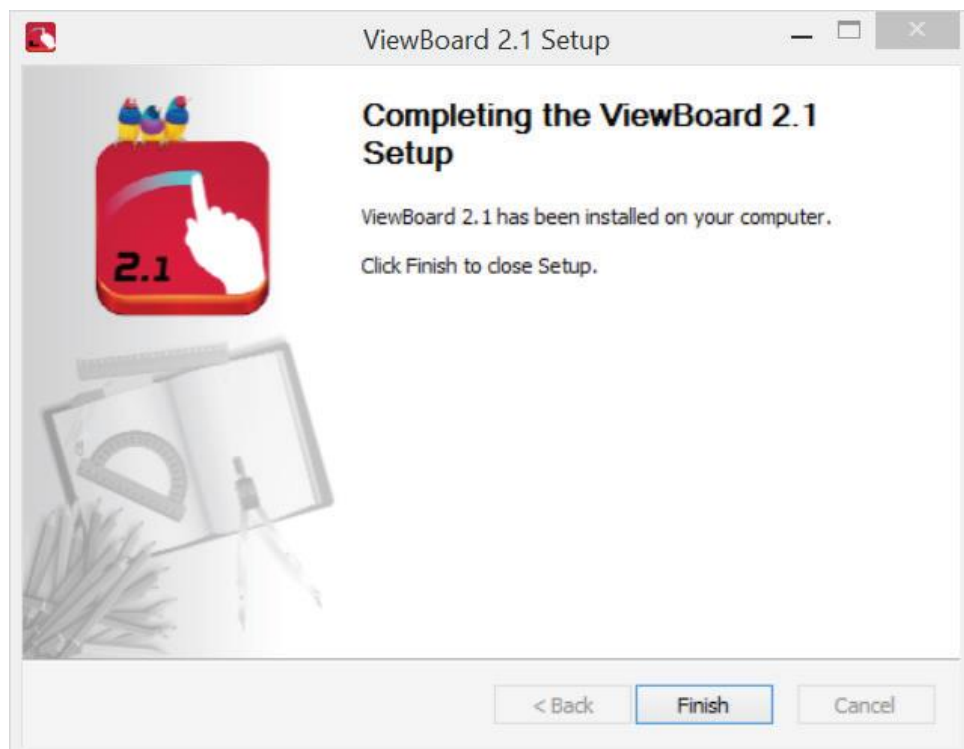 ViewBoard 2.1 Setup
Completing the ViewBoard 2.1
Setup
ViewBoard 2.1 has been installed on your computer.
Click Finish to close Setup.
2.1
< Back
Finish
Cancel